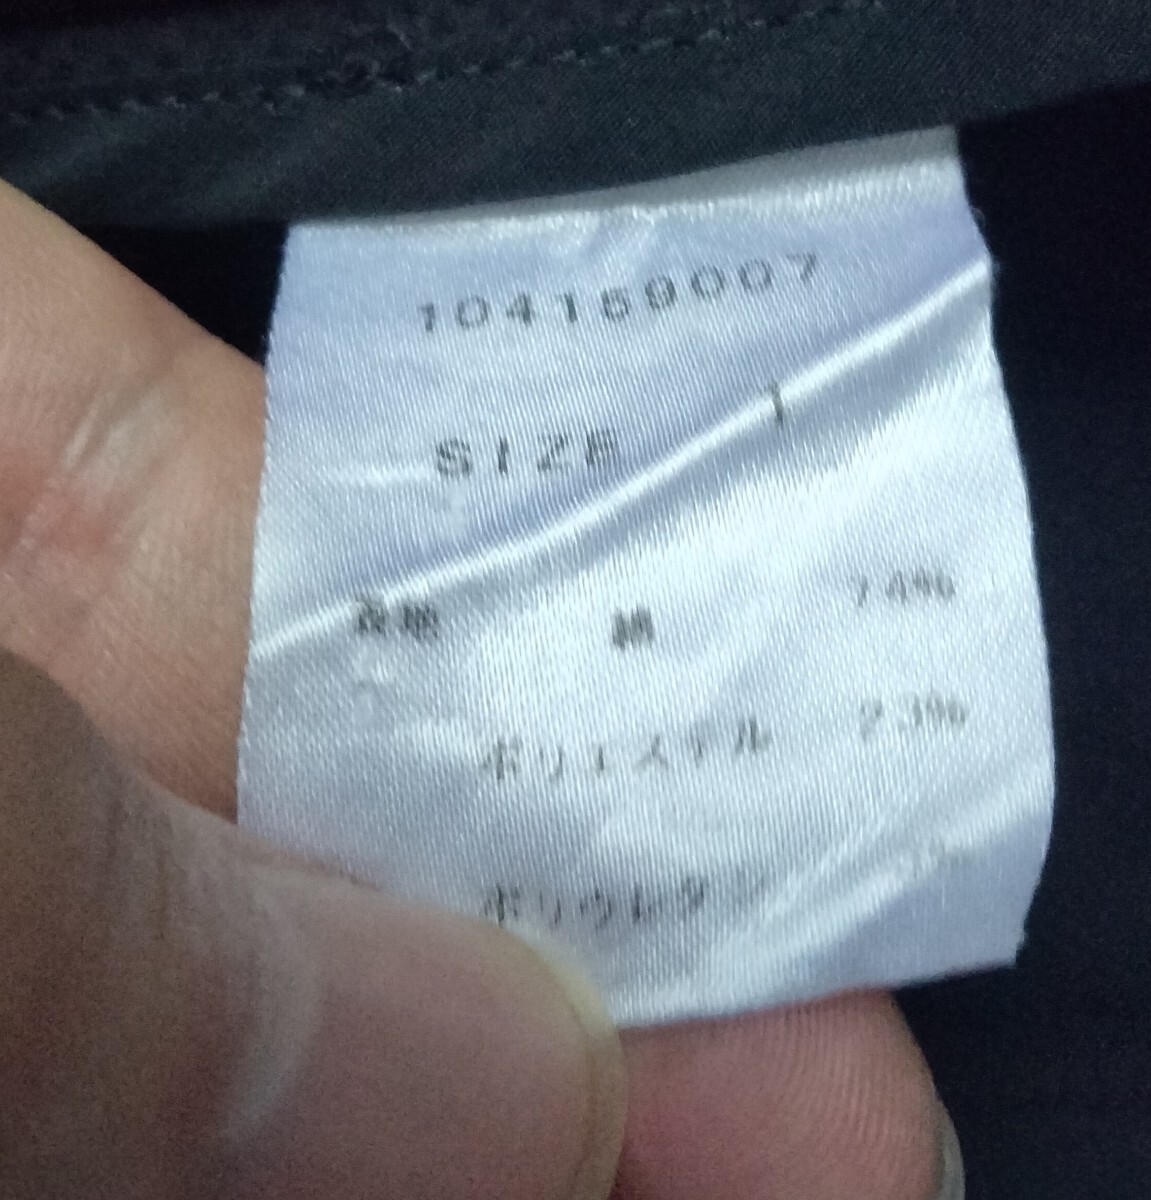 104169007
SIZE 1
表地 綿 74%
ポリエステル 23%
ポリウレタン